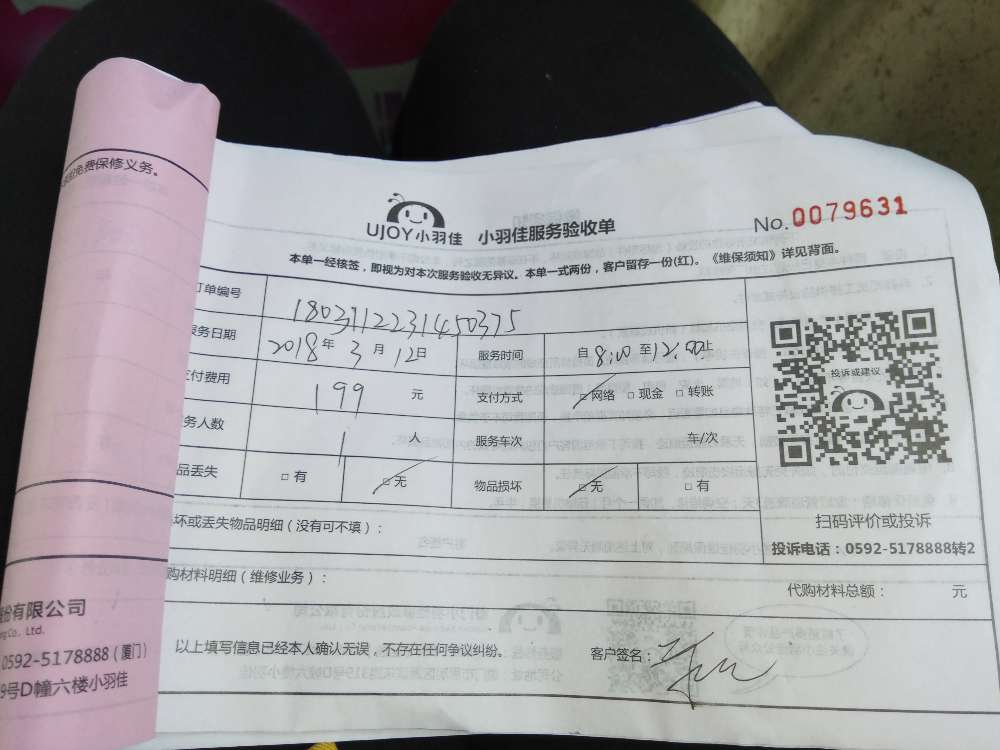 免费保修义务。
UJOY小羽佳 小羽佳服务验收单
No.0079631
本单一经核签,即视为对本次服务验收无异议。本单一式两份,客户留存一份(红)。《维保须知》详见背面。
订单编号
服务日期 2018年3月12日 服务时间 自8:00至12:00止
支付费用 199元 支付方式 □网络 □现金 □转账
务人数 1人 服务车次 车/次
品丢失 □有 □无 物品损坏 □无 □有
投诉或建议
扫码评价或投诉
投诉电话:0592-5178888转2
坏或丢失物品明细(没有可不填):
购材料明细(维修业务): 代购材料总额: 元
以上填写信息已经本人确认无误,不存在任何争议纠纷。 客户签名:
份有限公司
Co., Ltd.
0592-5178888(厦门)
9号D幢六楼小羽佳